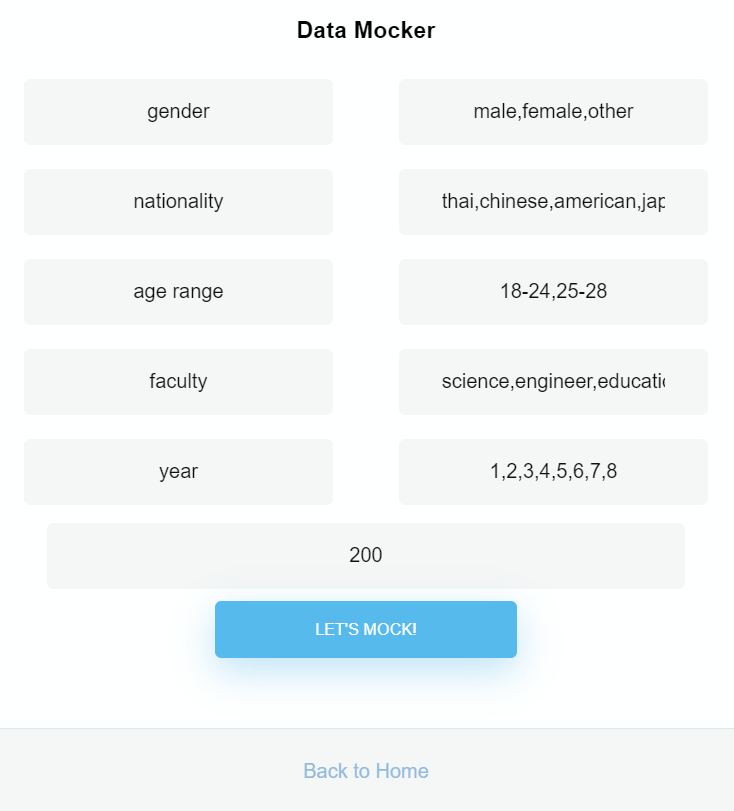 Data Mocker
gender
male,female,other
nationality
thai,chinese,american,jap
age range
18-24,25-28
faculty
science,engineer,educatic
year
1,2,3,4,5,6,7,8
200
LET'S MOCK!
Back to Home